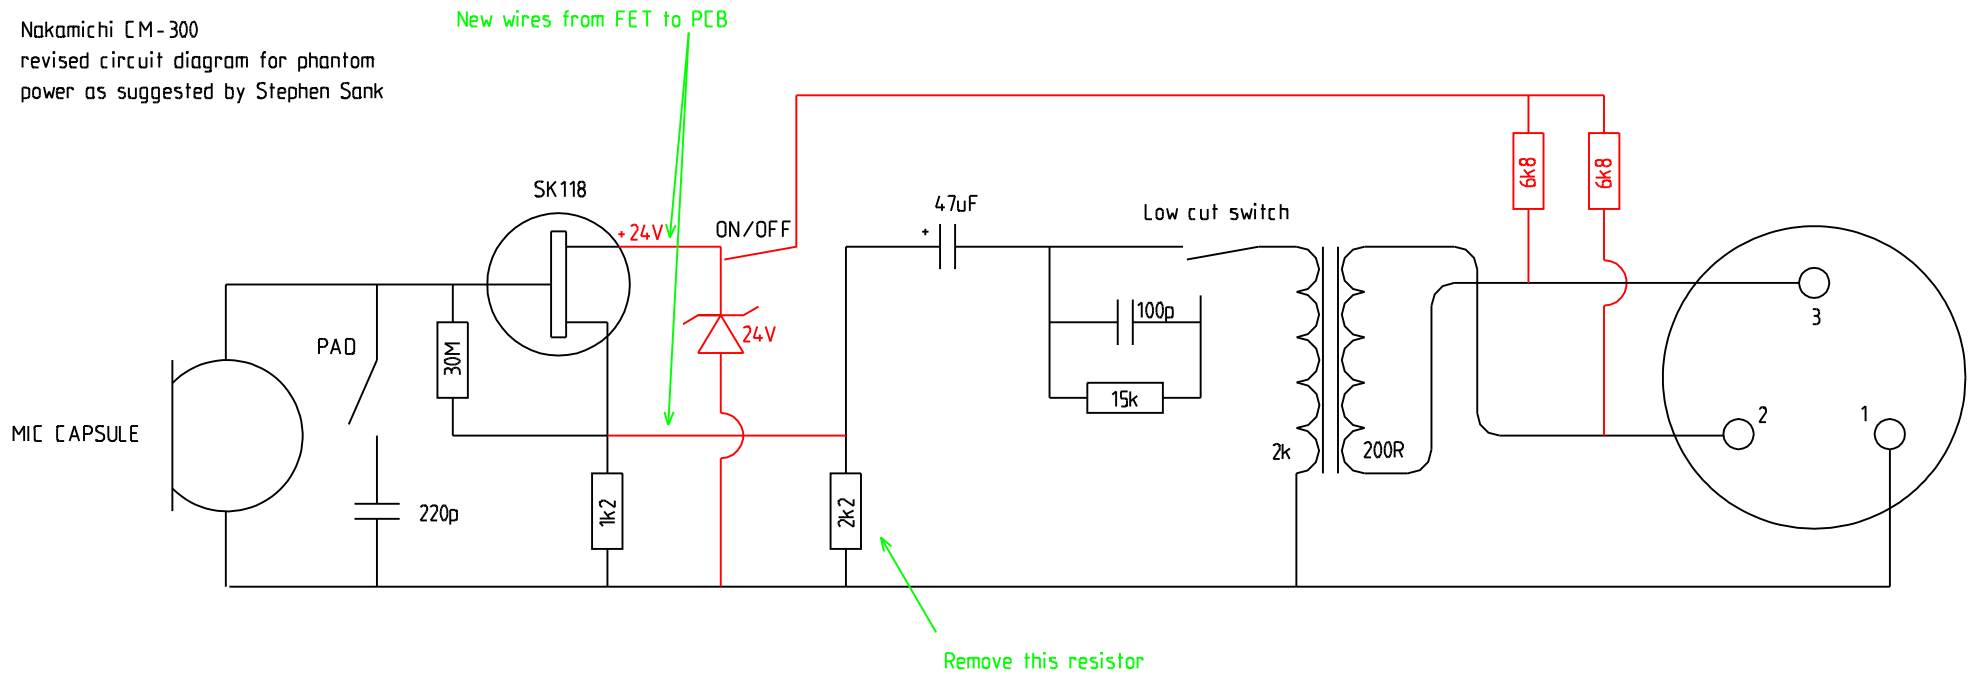 Nakamichi CM-300
revised circuit diagram for phantom
power as suggested by Stephen Sank
New wires from FET to PCB
SK118
+24V
ON/OFF
+
47uF
Low cut switch
6k8
6k8
100p
24V
PAD
30M
15k
MIC CAPSULE
3
2
1
2k
200R
220p
1k2
2k2
Remove this resistor